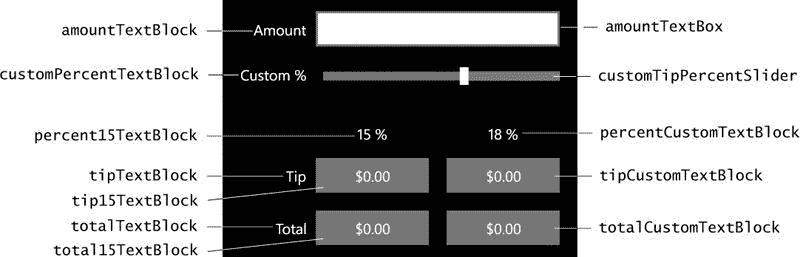 amountTextBlock Amount amountTextBox
customPercentTextBlock Custom % customTipPercentSlider
percent15TextBlock 15 % 18 % percentCustomTextBlock
tipTextBlock Tip $0.00 $0.00 tipCustomTextBlock
tip15TextBlock
totalTextBlock Total $0.00 $0.00 totalCustomTextBlock
total15TextBlock